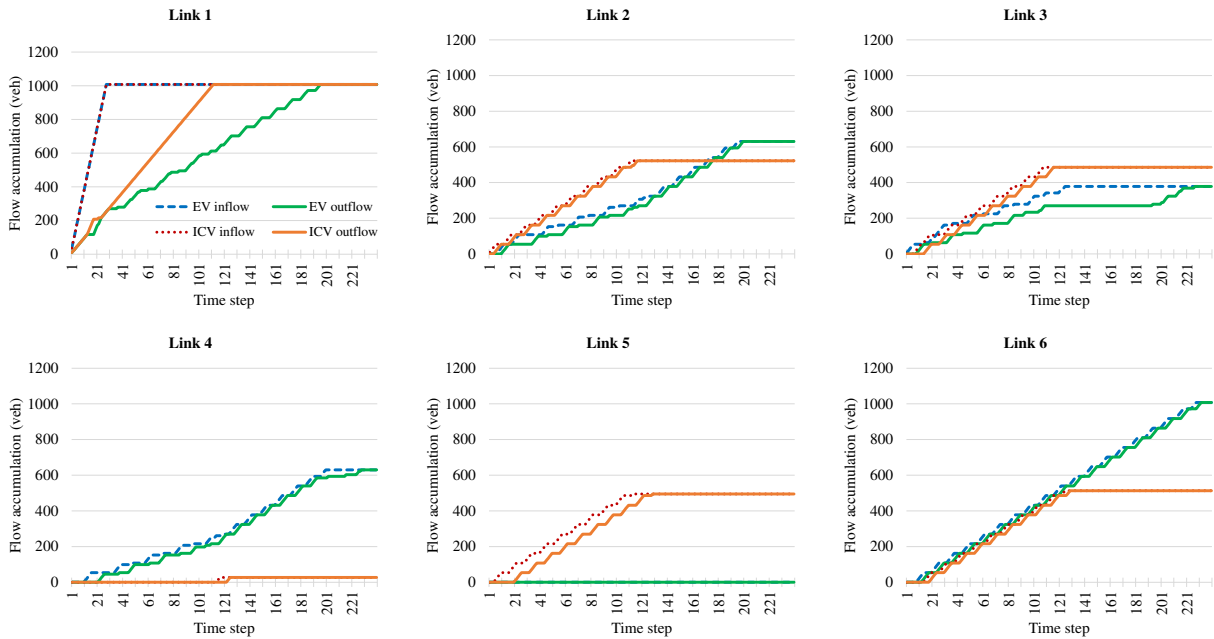 Link 1
Flow accumulation (veh)
1200
1000
800
600
400
200
0
EV inflow
EV outflow
ICV inflow
ICV outflow
1 21 41 61 81 101 121 141 161 181 201 221
Time step
Link 2
Flow accumulation (veh)
1200
1000
800
600
400
200
0
1 21 41 61 81 101 121 141 161 181 201 221
Time step
Link 3
Flow accumulation (veh)
1200
1000
800
600
400
200
0
1 21 41 61 81 101 121 141 161 181 201 221
Time step
Link 4
Flow accumulation (veh)
1200
1000
800
600
400
200
0
1 21 41 61 81 101 121 141 161 181 201 221
Time step
Link 5
Flow accumulation (veh)
1200
1000
800
600
400
200
0
1 21 41 61 81 101 121 141 161 181 201 221
Time step
Link 6
Flow accumulation (veh)
1200
1000
800
600
400
200
0
1 21 41 61 81 101 121 141 161 181 201 221
Time step